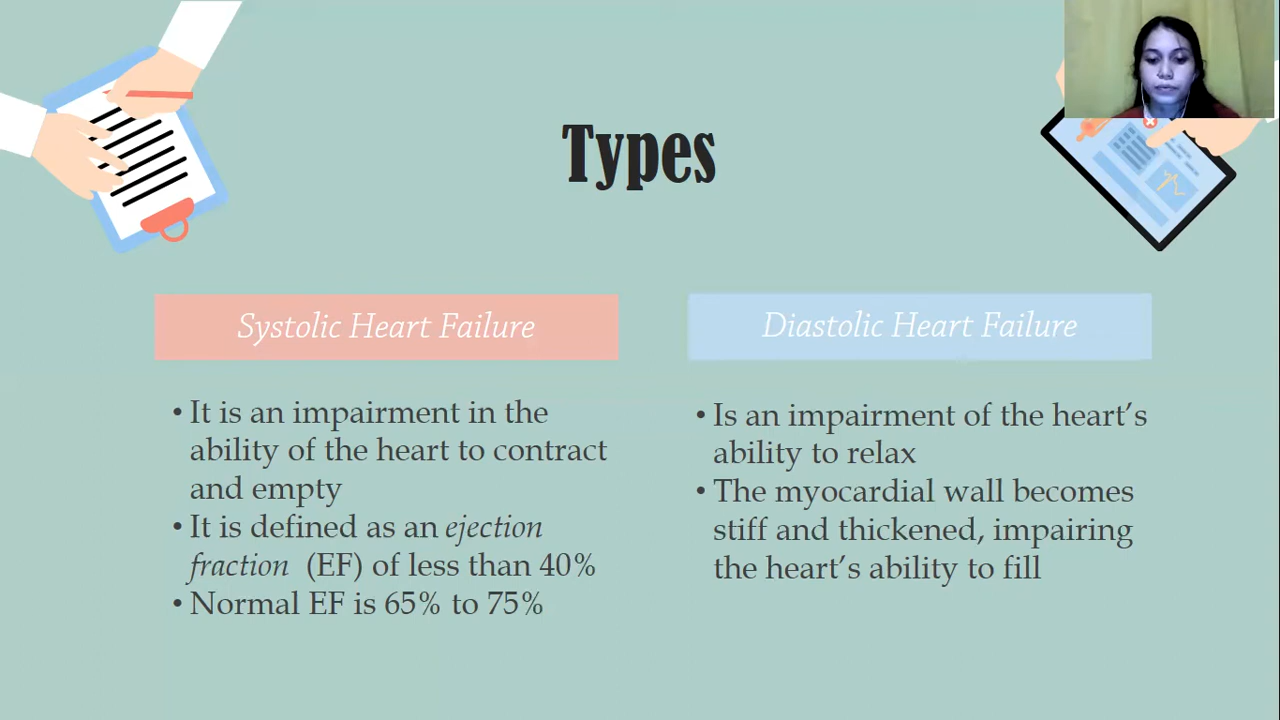 Types
Systolic Heart Failure
• It is an impairment in the
ability of the heart to contract
and empty
• It is defined as an ejection
fraction (EF) of less than 40%
• Normal EF is 65% to 75%
Diastolic Heart Failure
• Is an impairment of the heart’s
ability to relax
• The myocardial wall becomes
stiff and thickened, impairing
the heart’s ability to fill